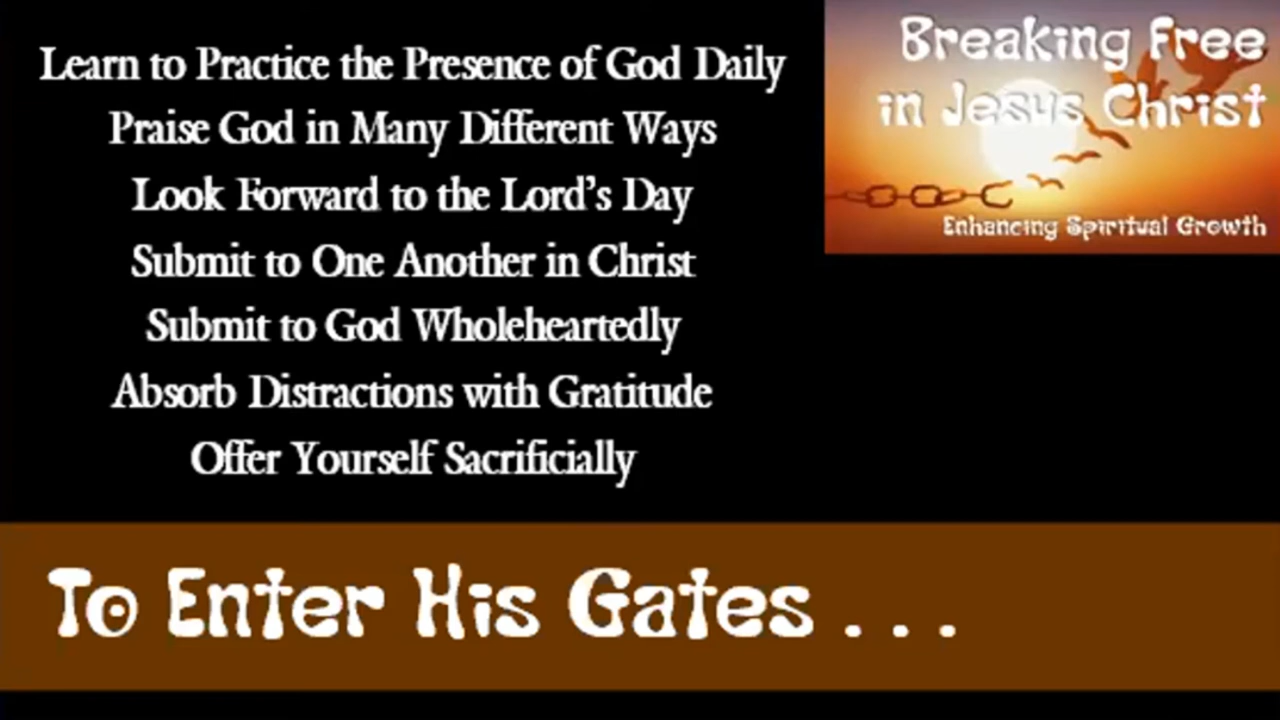 Learn to Practice the Presence of God Daily
Praise God in Many Different Ways
Look Forward to the Lord's Day
Submit to One Another in Christ
Submit to God Wholeheartedly
Absorb Distractions with Gratitude
Offer Yourself Sacrificially
Breaking Free
in Jesus Christ
Enhancing Spiritual Growth
To Enter His Gates . . .